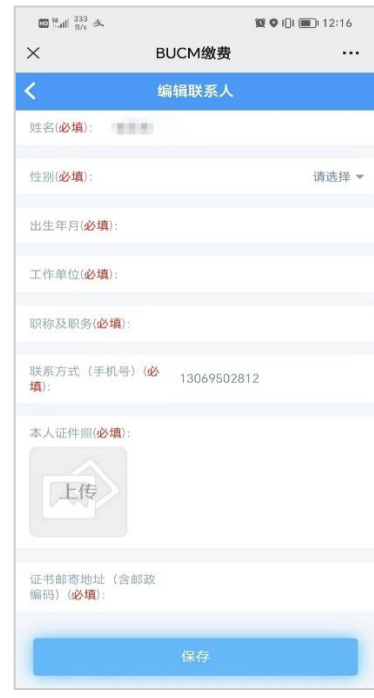 HD 5G 333 B/s 12:16
BUCM缴费
编辑联系人
姓名(必填):
性别(必填): 请选择
出生年月(必填):
工作单位(必填):
职称及职务(必填):
联系方式（手机号）(必
填): 13069502812
本人证件照(必填):
上传
证书邮寄地址（含邮政
编码）(必填):
保存